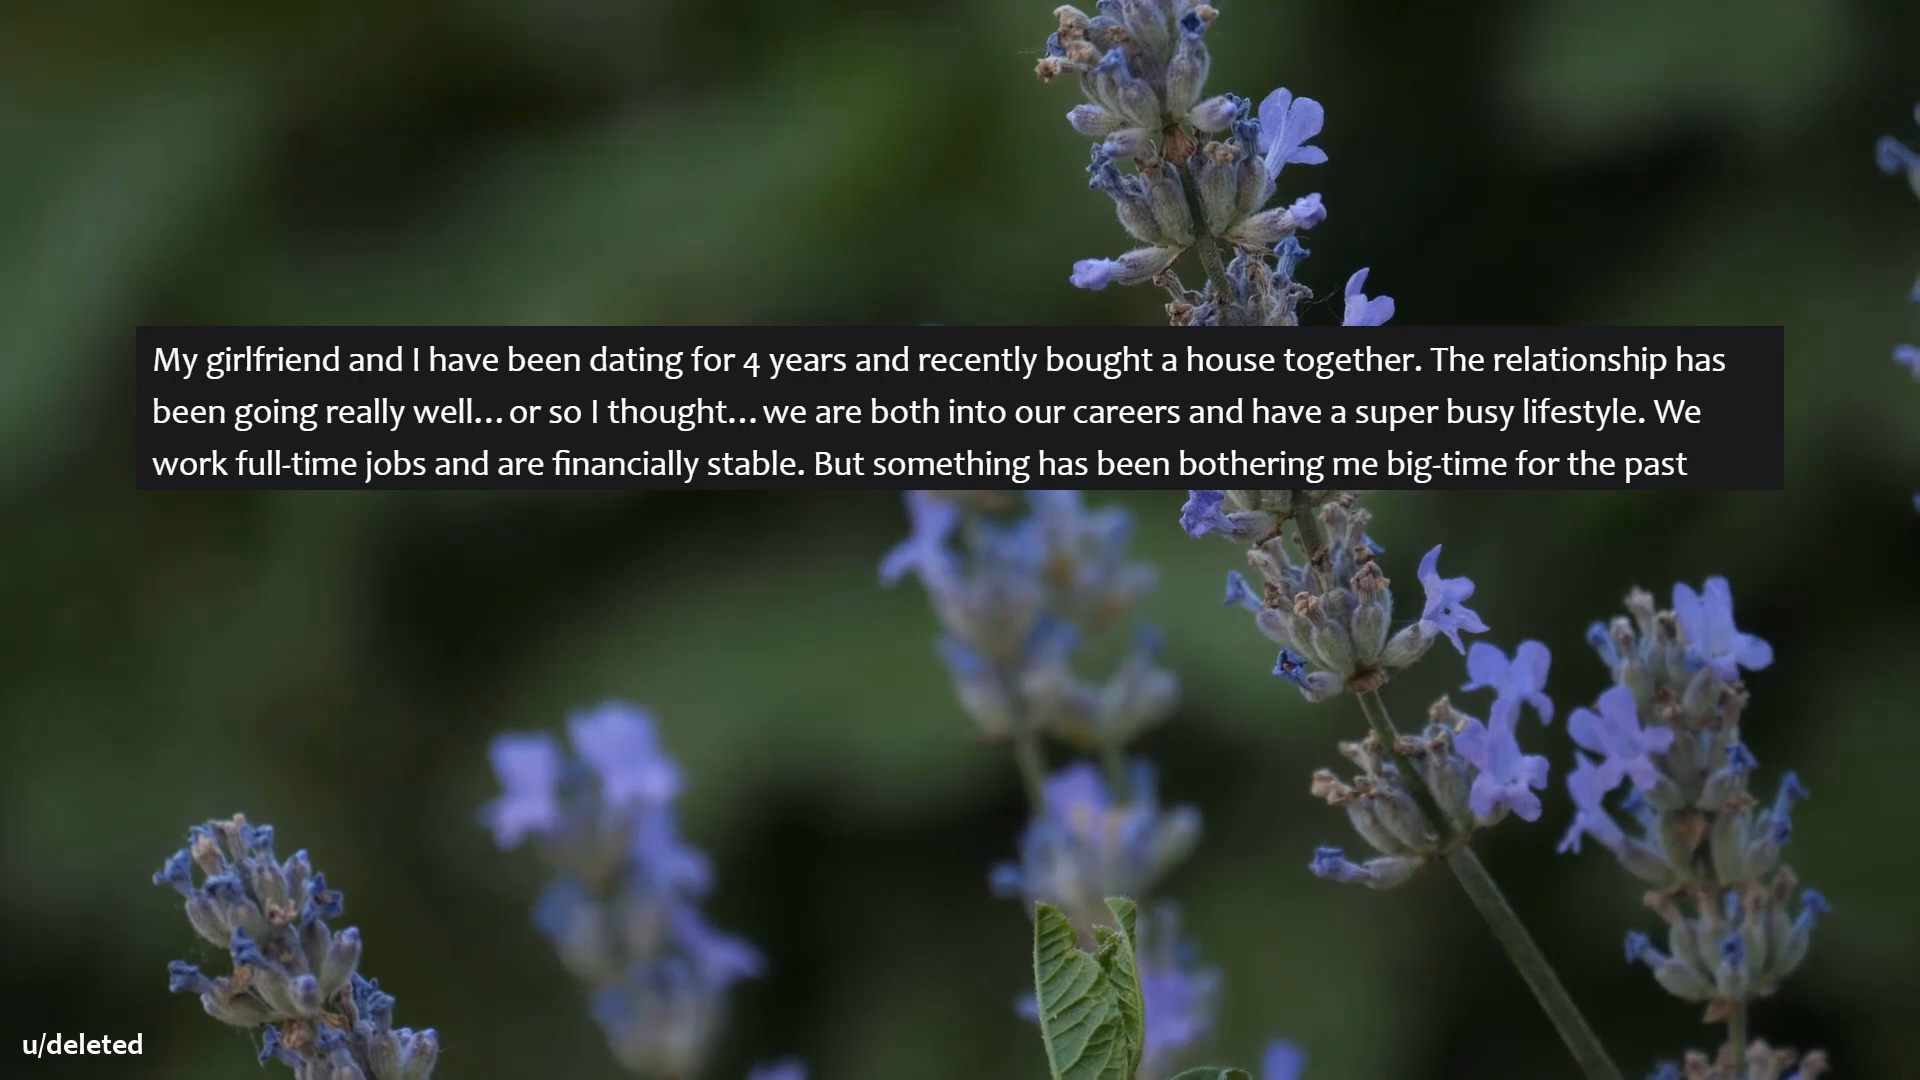 My girlfriend and I have been dating for 4 years and recently bought a house together. The relationship has
been going really well... or so I thought... we are both into our careers and have a super busy lifestyle. We
work full-time jobs and are financially stable. But something has been bothering me big-time for the past
u/deleted